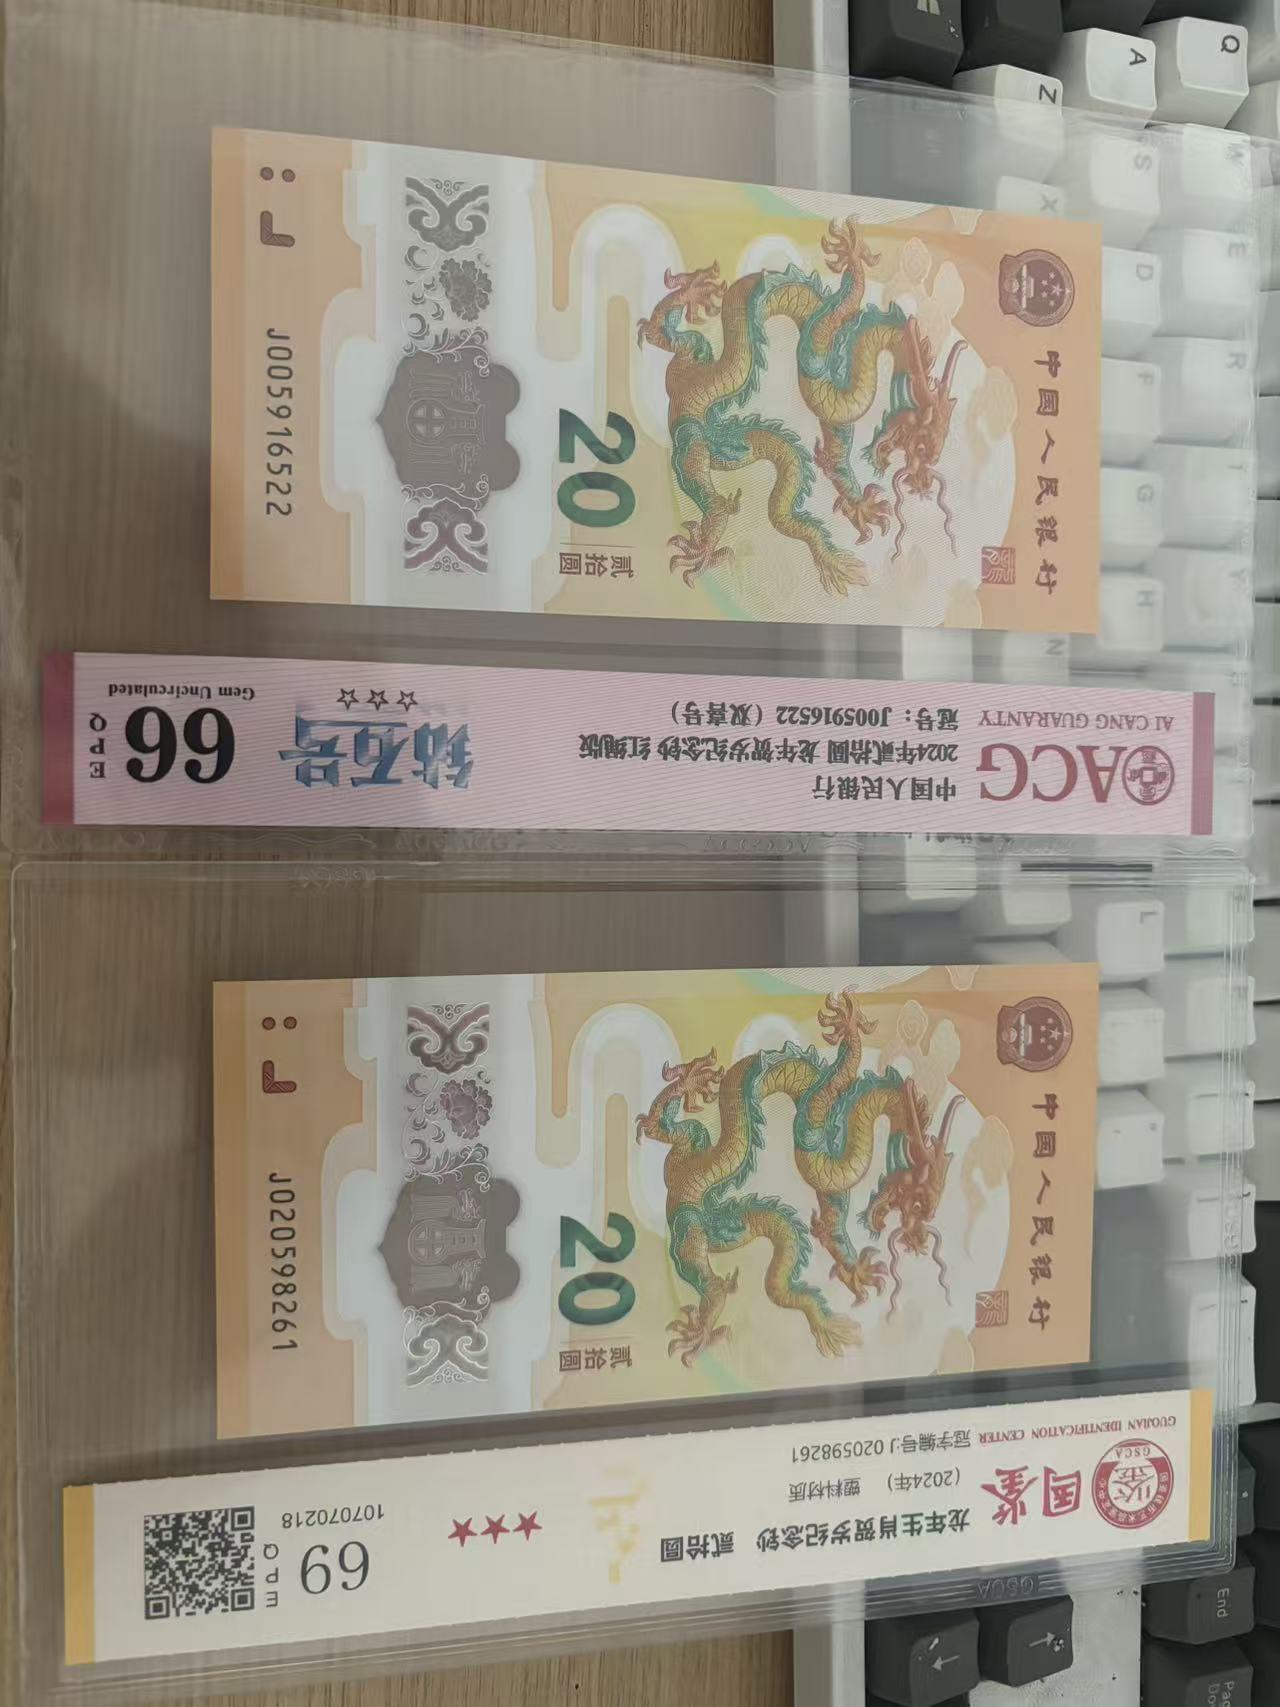 中国人民银行
20
贰拾圆
J005916522
ACG
AI CANG GUARANTY
中国人民银行
2024年贰拾圆 龙年贺岁纪念钞 红绳版
冠号：J005916522（双喜号）
钻石号
66
EPQ
Gem Uncirculated
中国人民银行
20
贰拾圆
J020598261
GSCA
国鉴
GUOJIAN IDENTIFICATION CENTER
龙年生肖贺岁纪念钞 贰拾圆
（2024年） 塑料材质
冠字编号:J 020598261
69
EPQ
107070218
GSCA
Q
W
E
R
A
S
D
F
G
H
Z
X
N
L
End